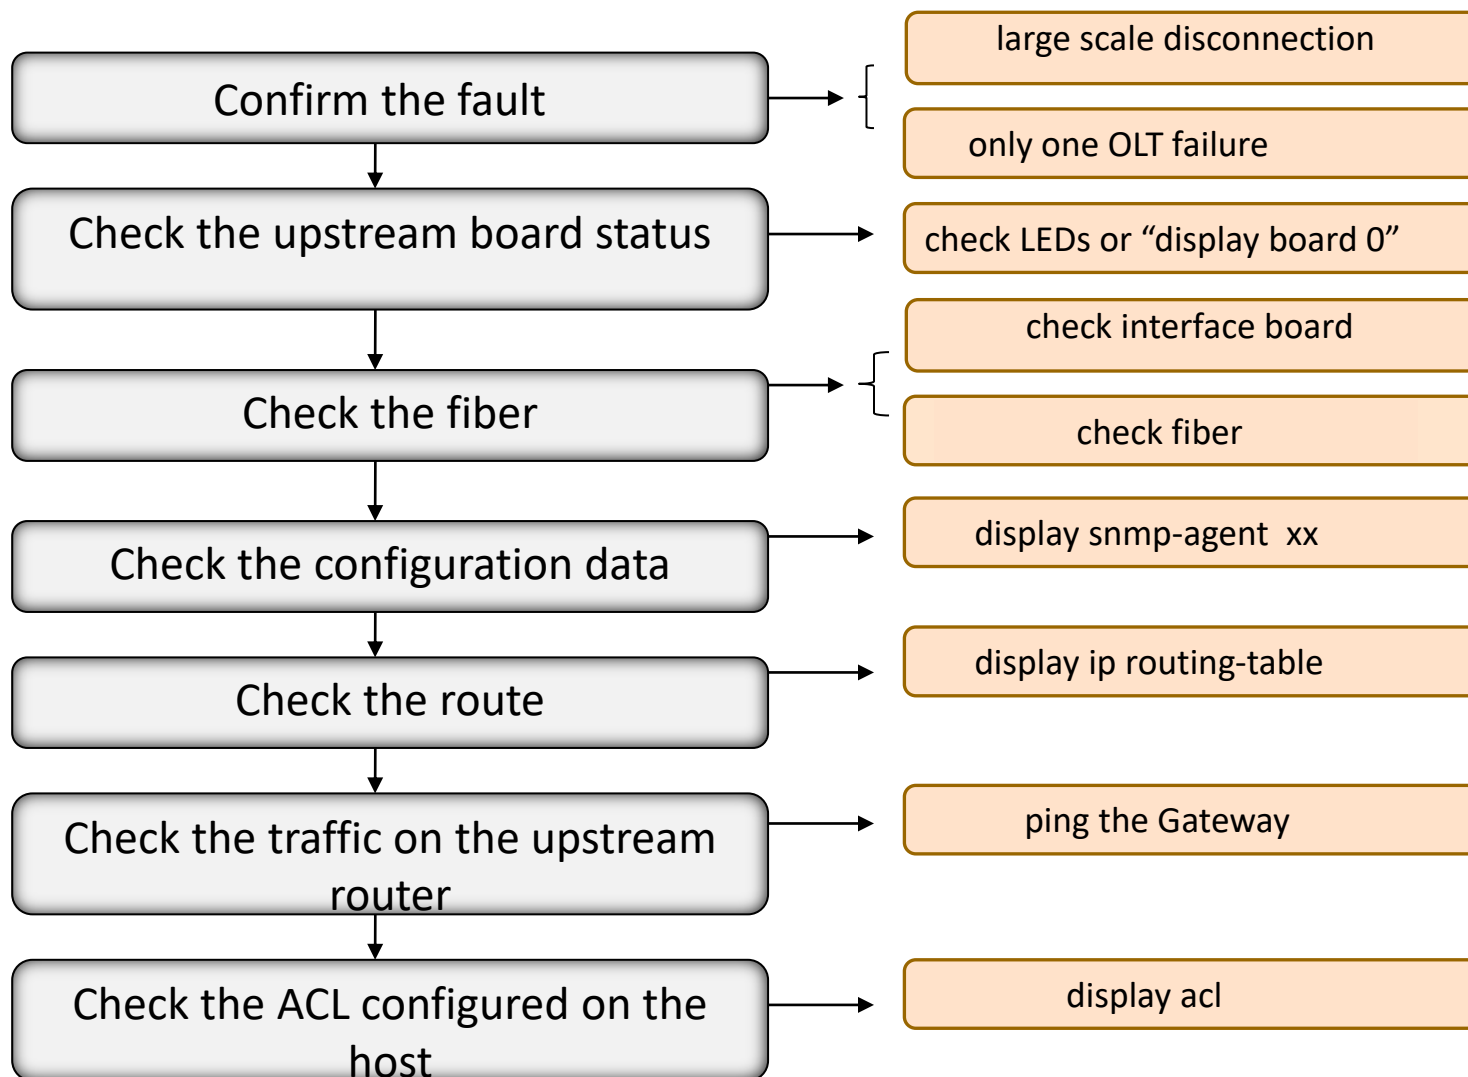 large scale disconnection
Confirm the fault
only one OLT failure
Check the upstream board status
check LEDs or “display board 0”
check interface board
Check the fiber
check fiber
display snmp-agent  xx
Check the configuration data
display ip routing-table
Check the route
ping the Gateway
Check the traffic on the upstream
router
display acl
Check the ACL configured on the
host